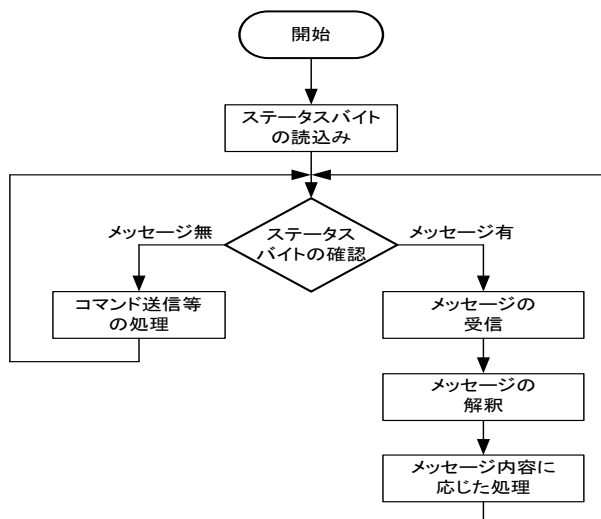 開始
ステータスバイト
の読込み
メッセージ無
ステータス
バイトの確認
メッセージ有
コマンド送信等
の処理
メッセージの
受信
メッセージの
解釈
メッセージ内容に
応じた処理